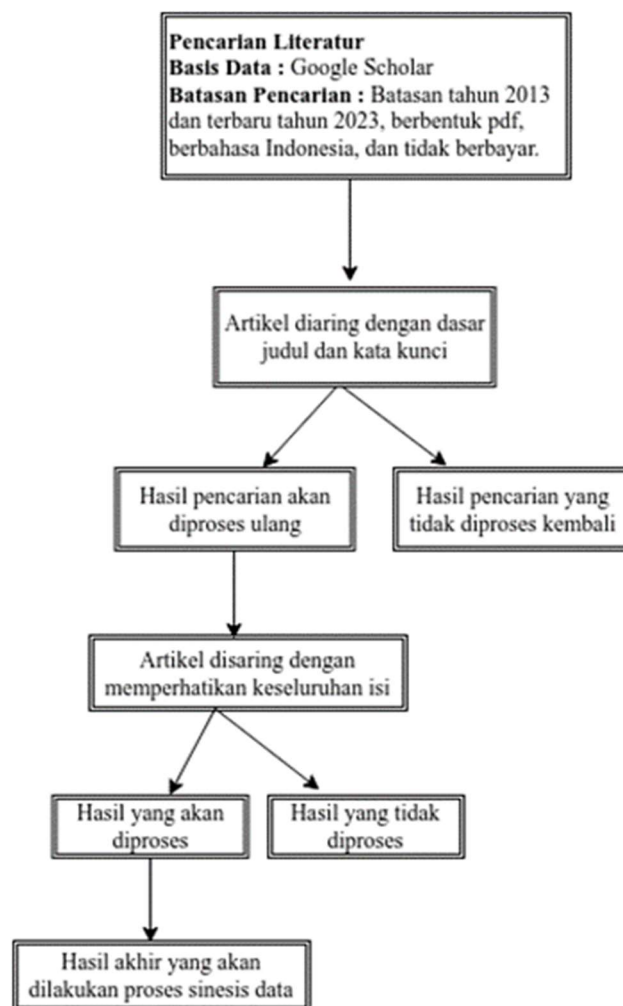 Pencarian Literatur
Basis Data : Google Scholar
Batasan Pencarian : Batasan tahun 2013
dan terbaru tahun 2023, berbentuk pdf,
berbahasa Indonesia, dan tidak berbayar.
Artikel diaring dengan dasar
judul dan kata kunci
Hasil pencarian akan
diproses ulang
Hasil pencarian yang
tidak diproses kembali
Artikel disaring dengan
memperhatikan keseluruhan isi
Hasil yang akan
diproses
Hasil yang tidak
diproses
Hasil akhir yang akan
dilakukan proses sinesis data